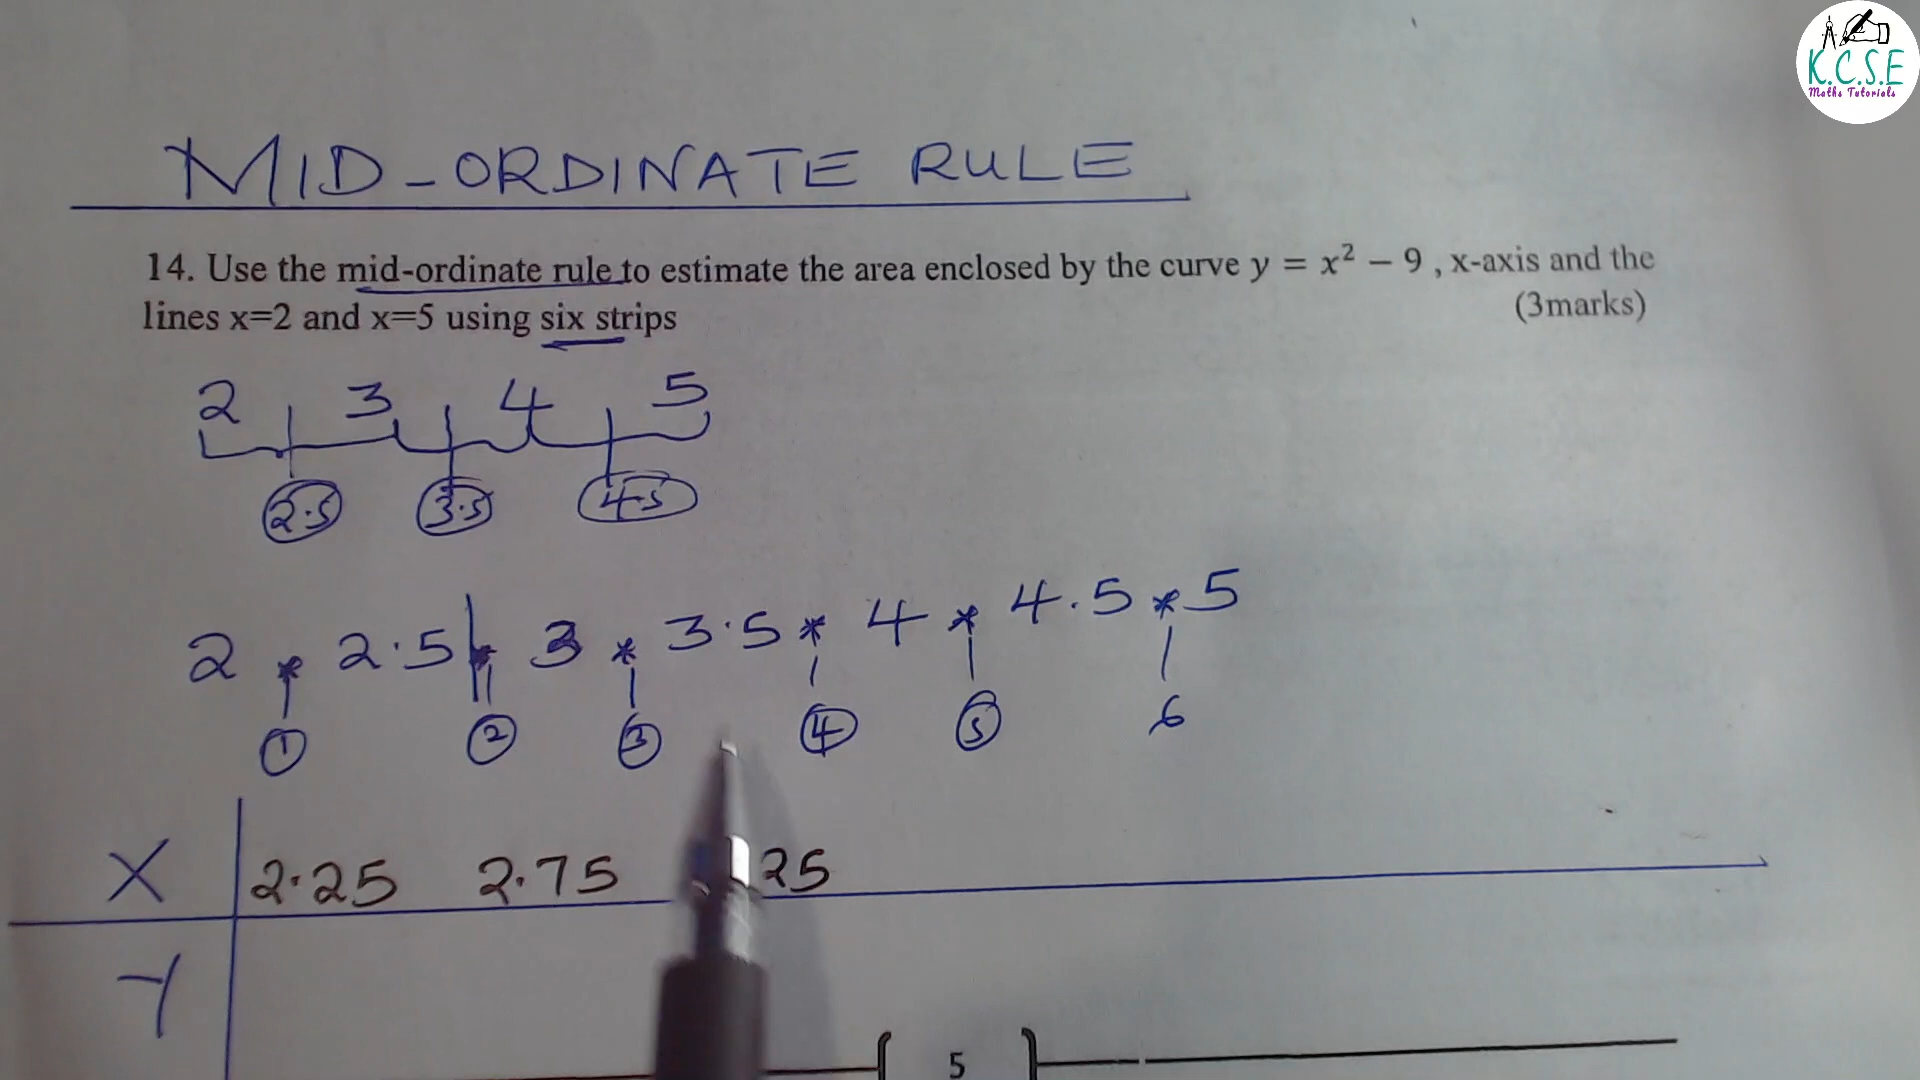 K.C.S.E
Maths Tutorials
MID-ORDINATE RULE
14. Use the mid-ordinate rule to estimate the area enclosed by the curve y = x² − 9 , x-axis and the
lines x=2 and x=5 using six strips
(3marks)
2 3 4 5
2.5 3.5 4.5
2 * 2.5 * 3 * 3.5 * 4 * 4.5 * 5
1 2 3 4 5 6
X 2.25 2.75 25
Y
5